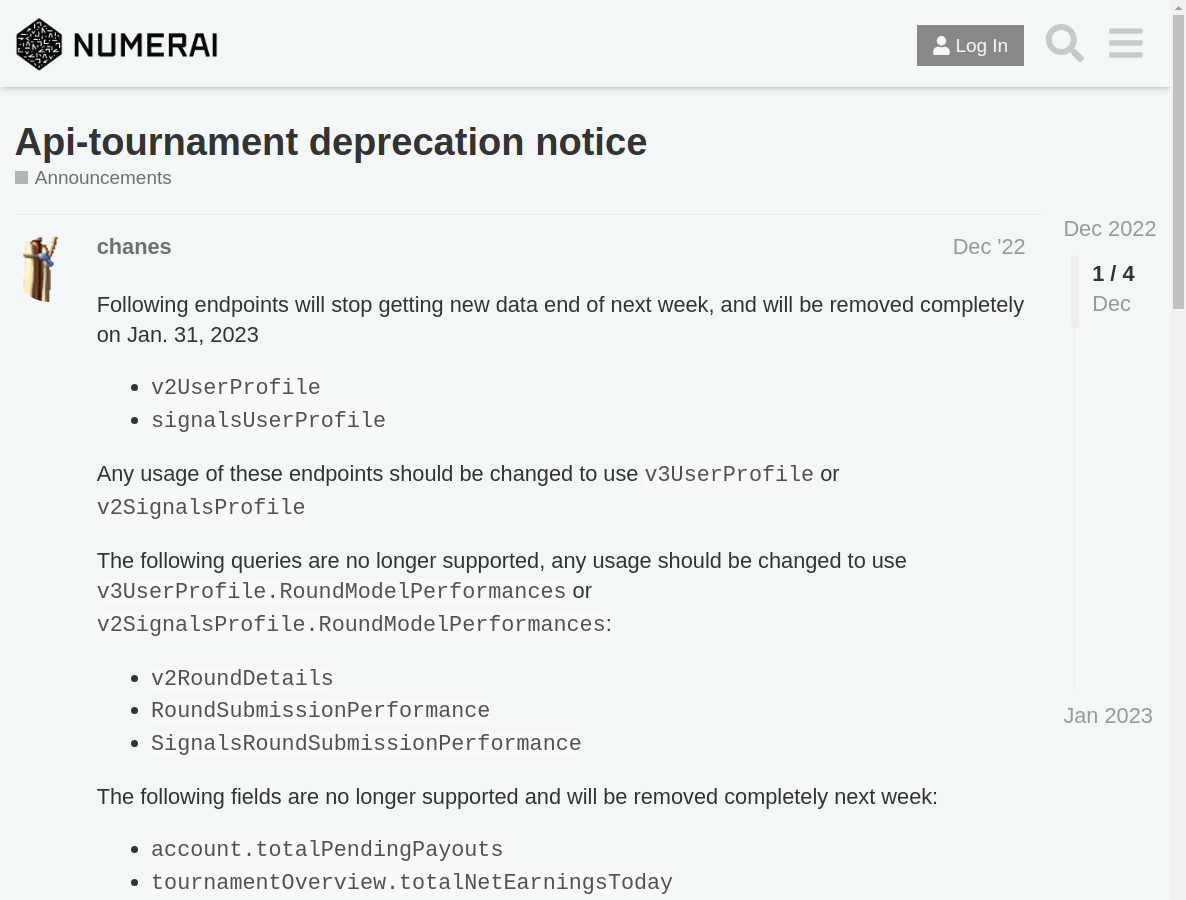 NUMERAI
Log In
Api-tournament deprecation notice
Announcements
chanes
Dec '22
Following endpoints will stop getting new data end of next week, and will be removed completely
on Jan. 31, 2023
v2UserProfile
signalsUserProfile
Any usage of these endpoints should be changed to use v3UserProfile or
v2SignalsProfile
The following queries are no longer supported, any usage should be changed to use
v3UserProfile.RoundModelPerformances or
v2SignalsProfile.RoundModelPerformances:
v2RoundDetails
RoundSubmissionPerformance
SignalsRoundSubmissionPerformance
The following fields are no longer supported and will be removed completely next week:
account.totalPendingPayouts
tournamentOverview.totalNetEarningsToday
Dec 2022
1 / 4
Dec
Jan 2023